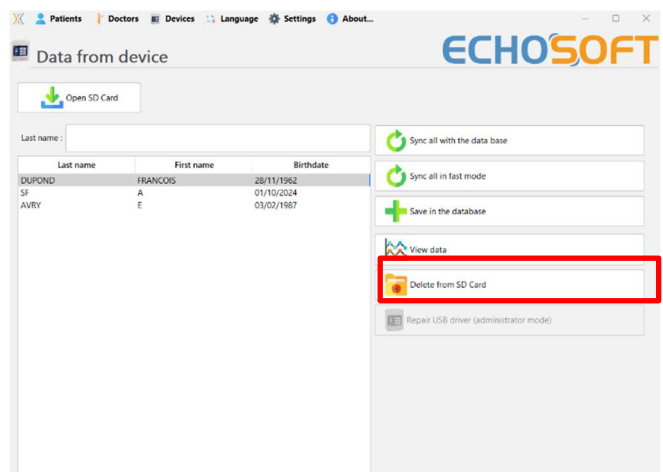 Patients Doctors Devices Language Settings About...
Data from device
ECHOSOFT
Open SD Card
Last name :
Last name First name Birthdate
DUPOND FRANCOIS 28/11/1962
SF A 01/10/2024
AVRY E 03/02/1987
Sync all with the data base
Sync all in fast mode
Save in the database
View data
Delete from SD Card
Repair USB driver (administrator mode)